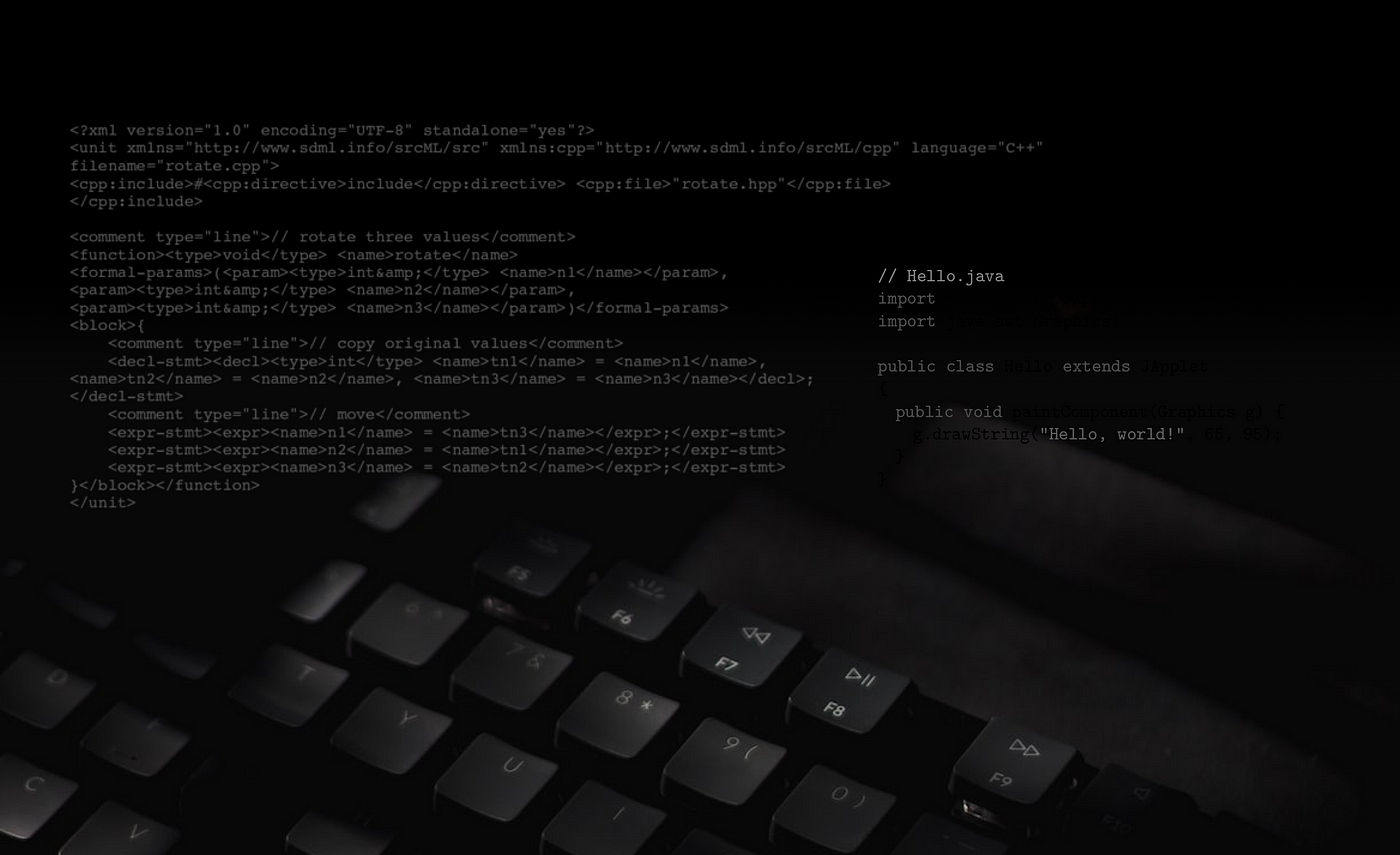 <?xml version="1.0" encoding="UTF-8" standalone="yes"?>
<unit xmlns="http://www.sdml.info/srcML/src" xmlns:cpp="http://www.sdml.info/srcML/cpp" language="C++"
filename="rotate.cpp">
<cpp:include>#<cpp:directive>include</cpp:directive> <cpp:file>"rotate.hpp"</cpp:file>
</cpp:include>
<comment type="line">// rotate three values</comment>
<function><type>void</type> <name>rotate</name>
<formal-params>(<param><type>int&amp;</type> <name>n1</name></param>,
<param><type>int&amp;</type> <name>n2</name></param>,
<param><type>int&amp;</type> <name>n3</name></param>)</formal-params>
<block>{
    <comment type="line">// copy original values</comment>
    <decl-stmt><decl><type>int</type> <name>tn1</name> = <name>n1</name>,
<name>tn2</name> = <name>n2</name>, <name>tn3</name> = <name>n3</name></decl>;
</decl-stmt>
    <comment type="line">// move</comment>
    <expr-stmt><expr><name>n1</name> = <name>tn3</name></expr>;</expr-stmt>
    <expr-stmt><expr><name>n2</name> = <name>tn1</name></expr>;</expr-stmt>
    <expr-stmt><expr><name>n3</name> = <name>tn2</name></expr>;</expr-stmt>
}</block></function>
</unit>
// Hello.java
import
import
public class Hello extends JApplet
{
  public void paintComponent(Graphics g) {
    g.drawString("Hello, world!", 65, 95);
  }
}
F5
F6
F7
F8
F9
F10
6 ^
7 &
8 *
9 (
0 )
T
Y
U
I
D
F
C
V
H